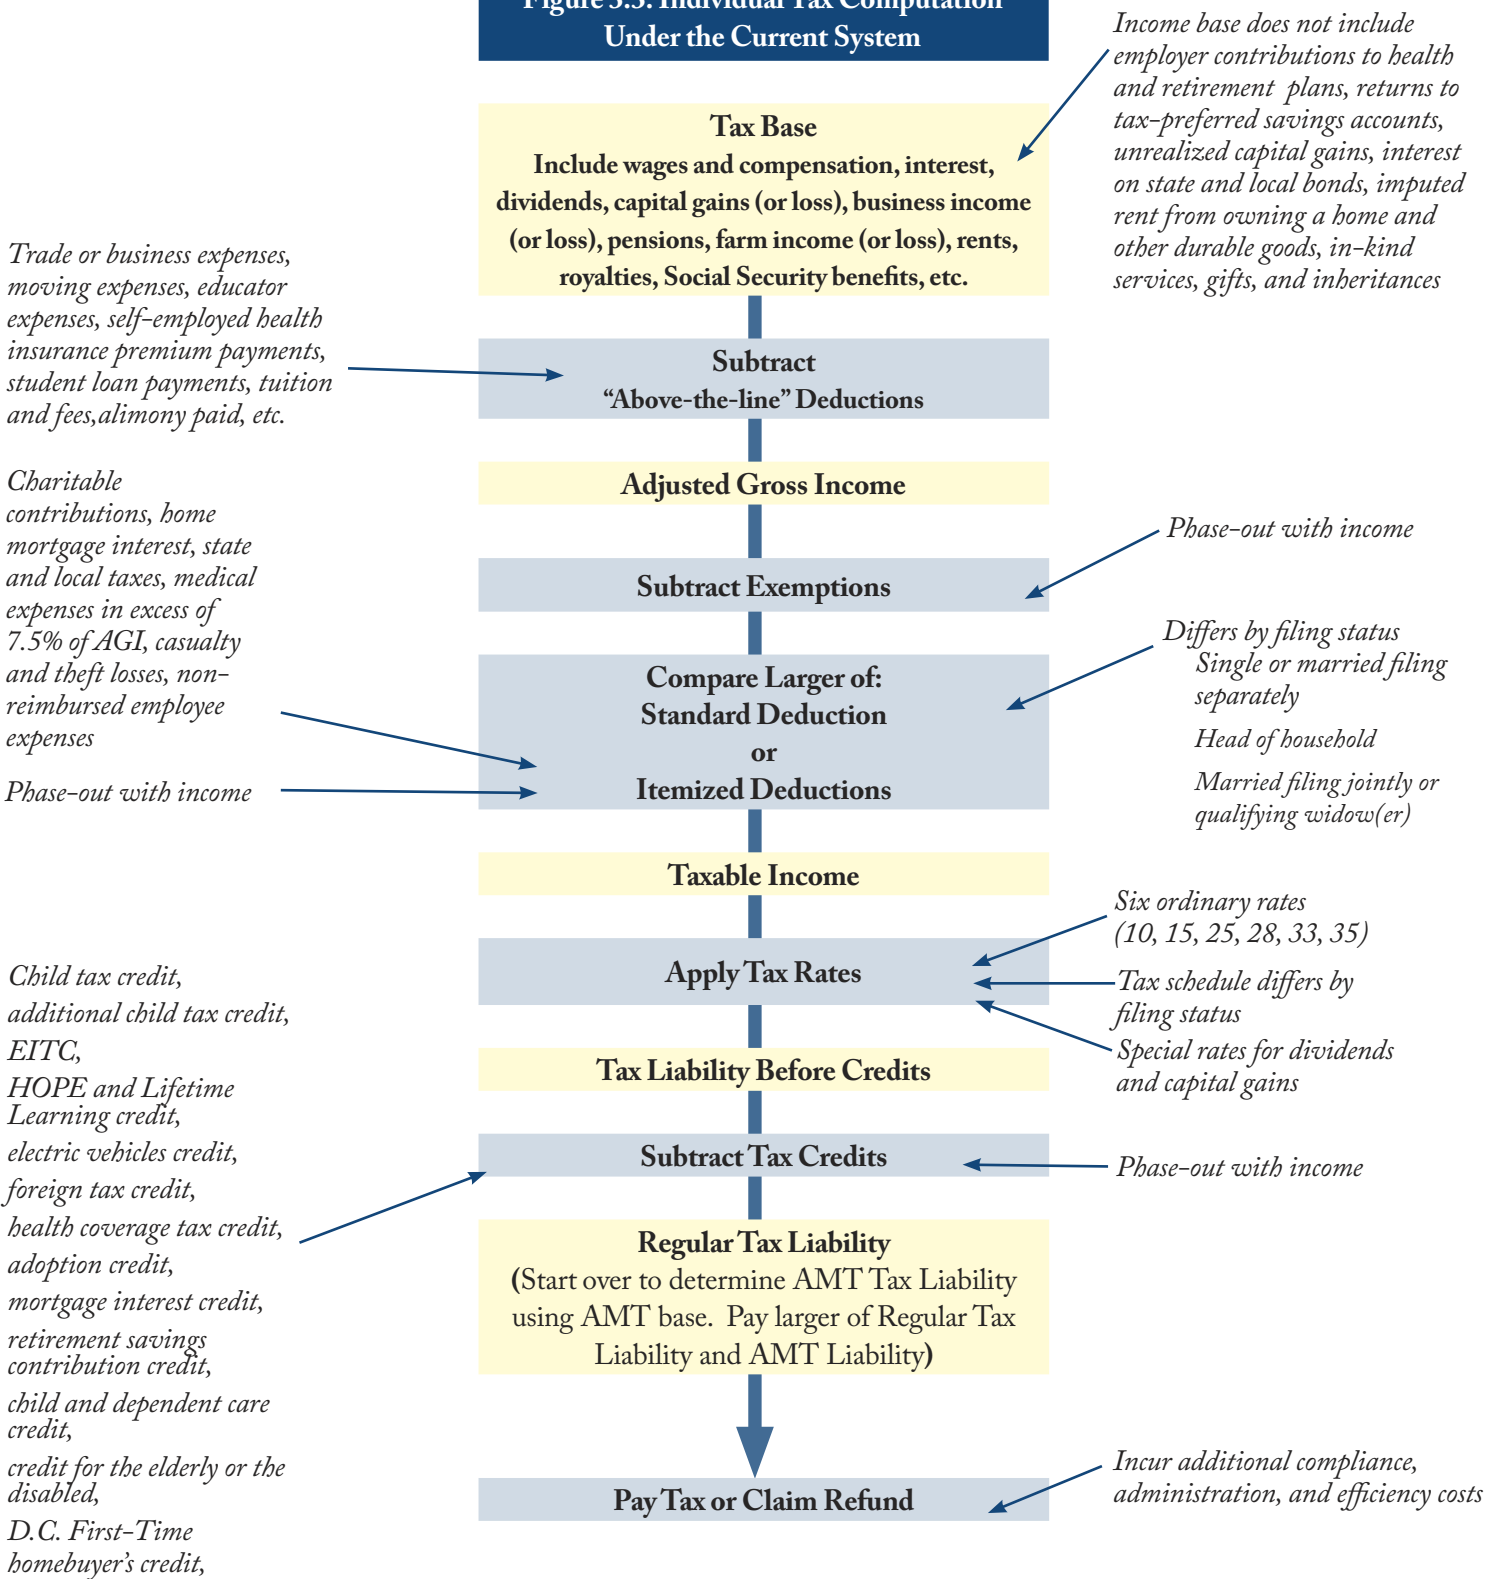 Figure 3.3. Individual Tax Computation
Under the Current System
Income base does not include
employer contributions to health
and retirement plans, returns to
tax-preferred savings accounts,
unrealized capital gains, interest
on state and local bonds, imputed
rent from owning a home and
other durable goods, in-kind
services, gifts, and inheritances
Tax Base
Include wages and compensation, interest,
dividends, capital gains (or loss), business income
(or loss), pensions, farm income (or loss), rents,
royalties, Social Security benefits, etc.
Trade or business expenses,
moving expenses, educator
expenses, self-employed health
insurance premium payments,
student loan payments, tuition
and fees,alimony paid, etc.
Subtract
“Above-the-line” Deductions
Adjusted Gross Income
Charitable
contributions, home
mortgage interest, state
and local taxes, medical
expenses in excess of
7.5% of AGI, casualty
and theft losses, non-
reimbursed employee
expenses
Phase-out with income
Phase-out with income
Subtract Exemptions
Differs by filing status
Single or married filing
separately
Head of household
Married filing jointly or
qualifying widow(er)
Compare Larger of:
Standard Deduction
or
Itemized Deductions
Taxable Income
Six ordinary rates
(10, 15, 25, 28, 33, 35)
Tax schedule differs by
filing status
Special rates for dividends
and capital gains
Apply Tax Rates
Tax Liability Before Credits
Child tax credit,
additional child tax credit,
EITC,
HOPE and Lifetime
Learning credit,
electric vehicles credit,
foreign tax credit,
health coverage tax credit,
adoption credit,
mortgage interest credit,
retirement savings
contribution credit,
child and dependent care
credit,
credit for the elderly or the
disabled,
D.C. First-Time
homebuyer’s credit,
Subtract Tax Credits
Phase-out with income
Regular Tax Liability
(Start over to determine AMT Tax Liability
using AMT base. Pay larger of Regular Tax
Liability and AMT Liability)
Pay Tax or Claim Refund
Incur additional compliance,
administration, and efficiency costs